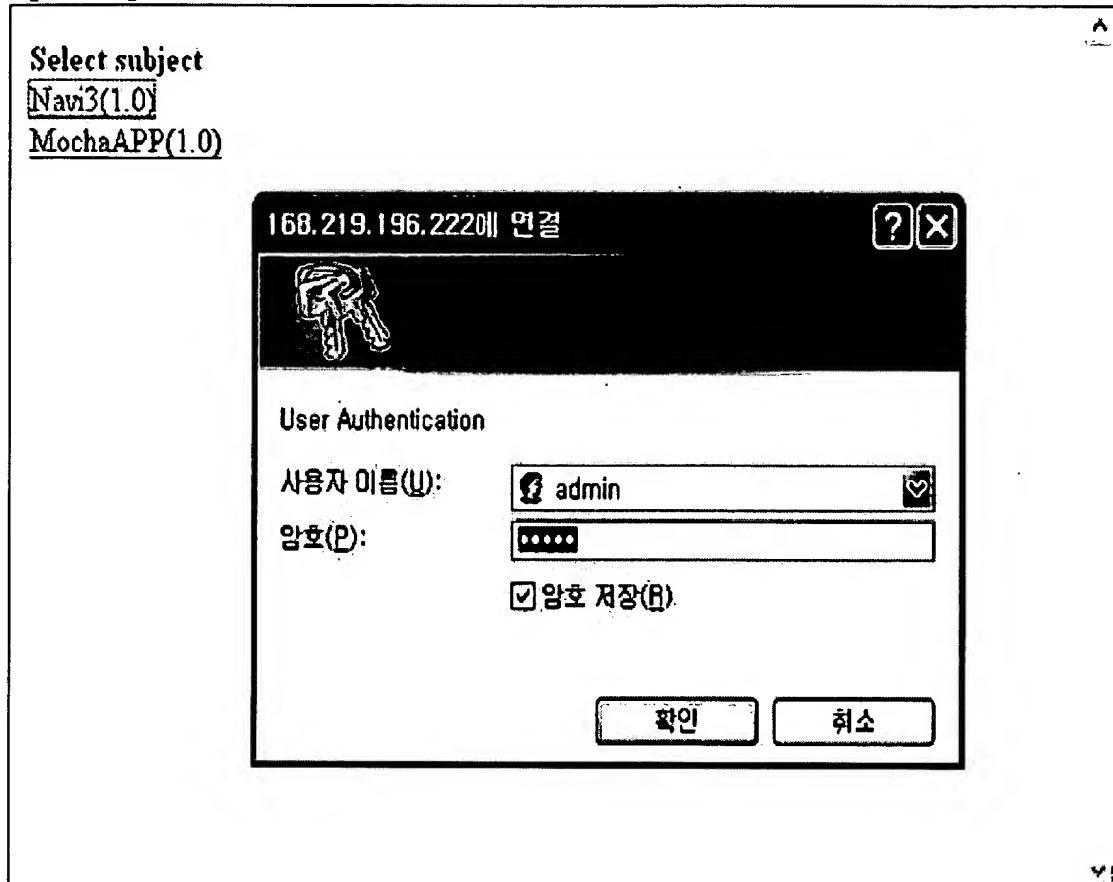 Select subject
Navi3(1.0)
MochaAPP(1.0)
168.219.196.222에 연결
User Authentication
사용자 이름(U):
admin
암호(P):
•••••
암호 저장(R)
확인
취소